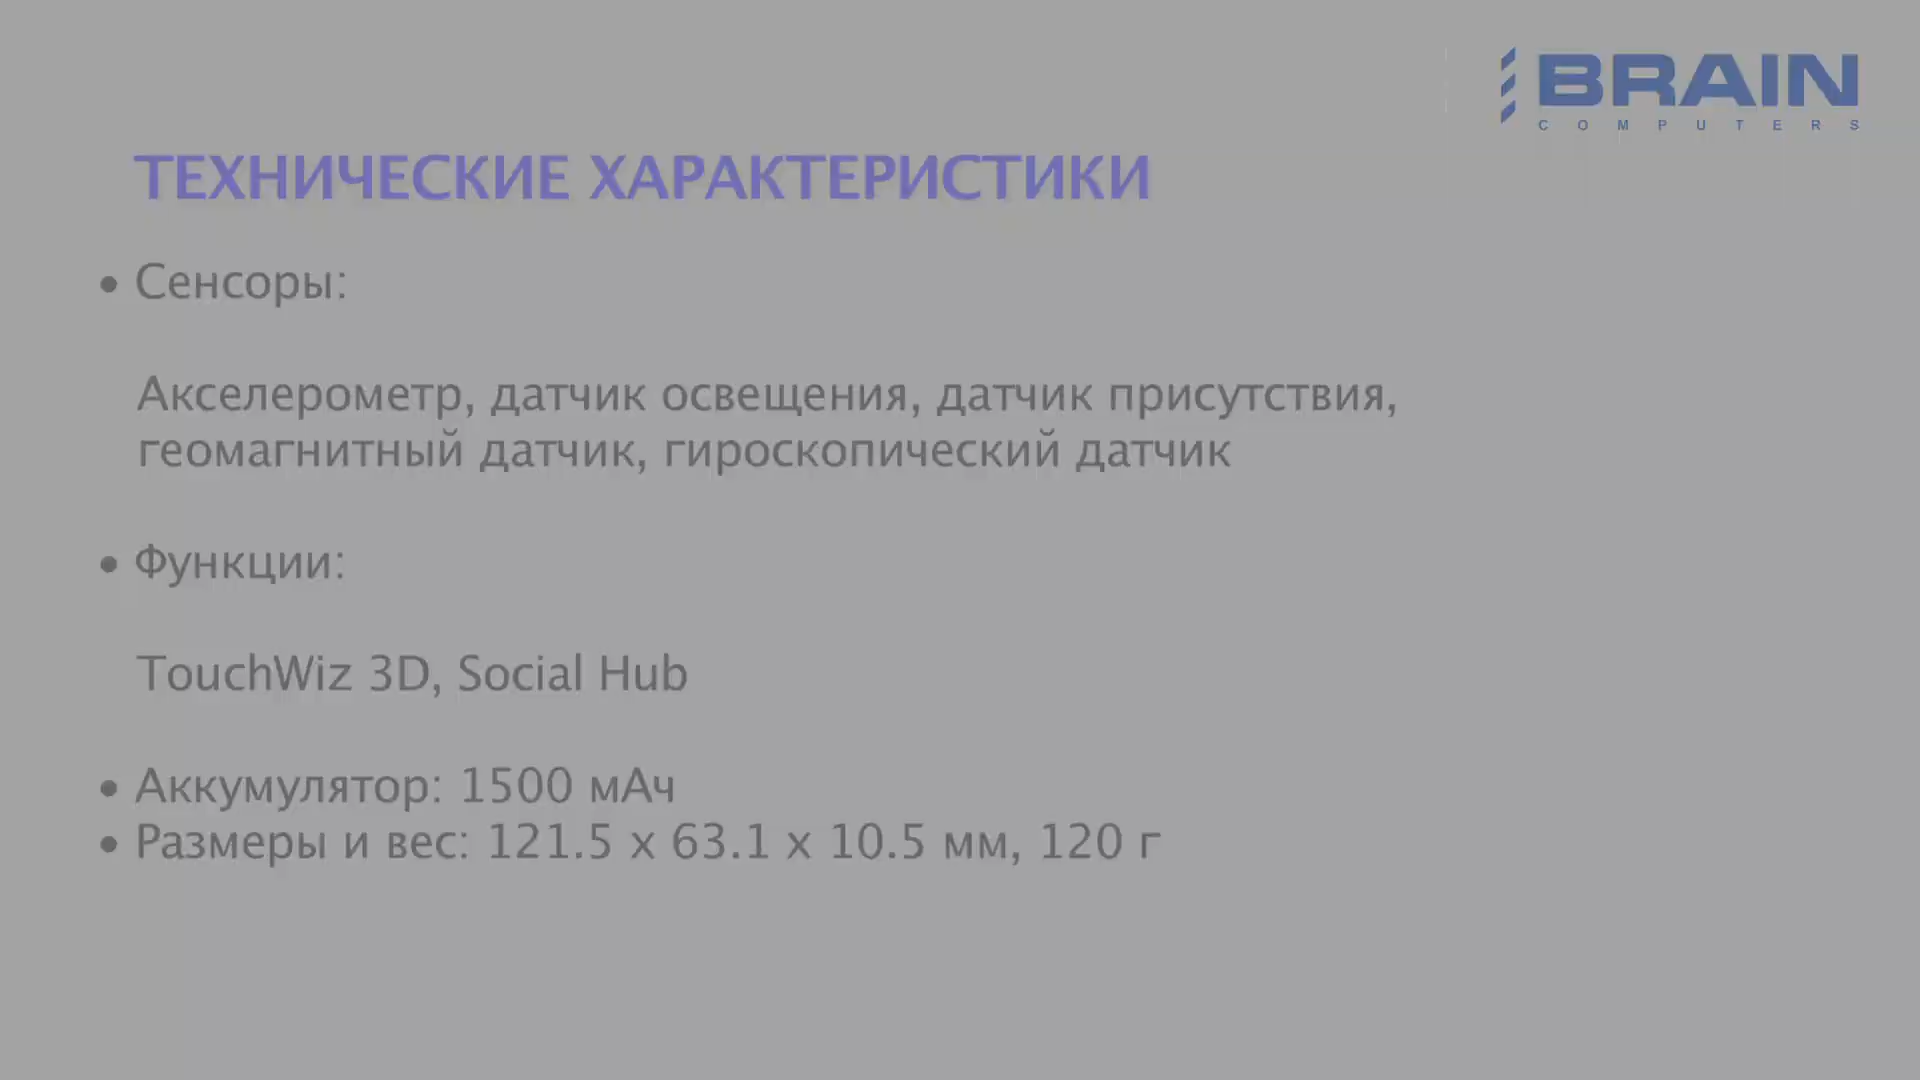 BRAIN
COMPUTERS
ТЕХНИЧЕСКИЕ ХАРАКТЕРИСТИКИ
• Сенсоры:
Акселерометр, датчик освещения, датчик присутствия,
геомагнитный датчик, гироскопический датчик
• Функции:
TouchWiz 3D, Social Hub
• Аккумулятор: 1500 мАч
• Размеры и вес: 121.5 x 63.1 x 10.5 мм, 120 г